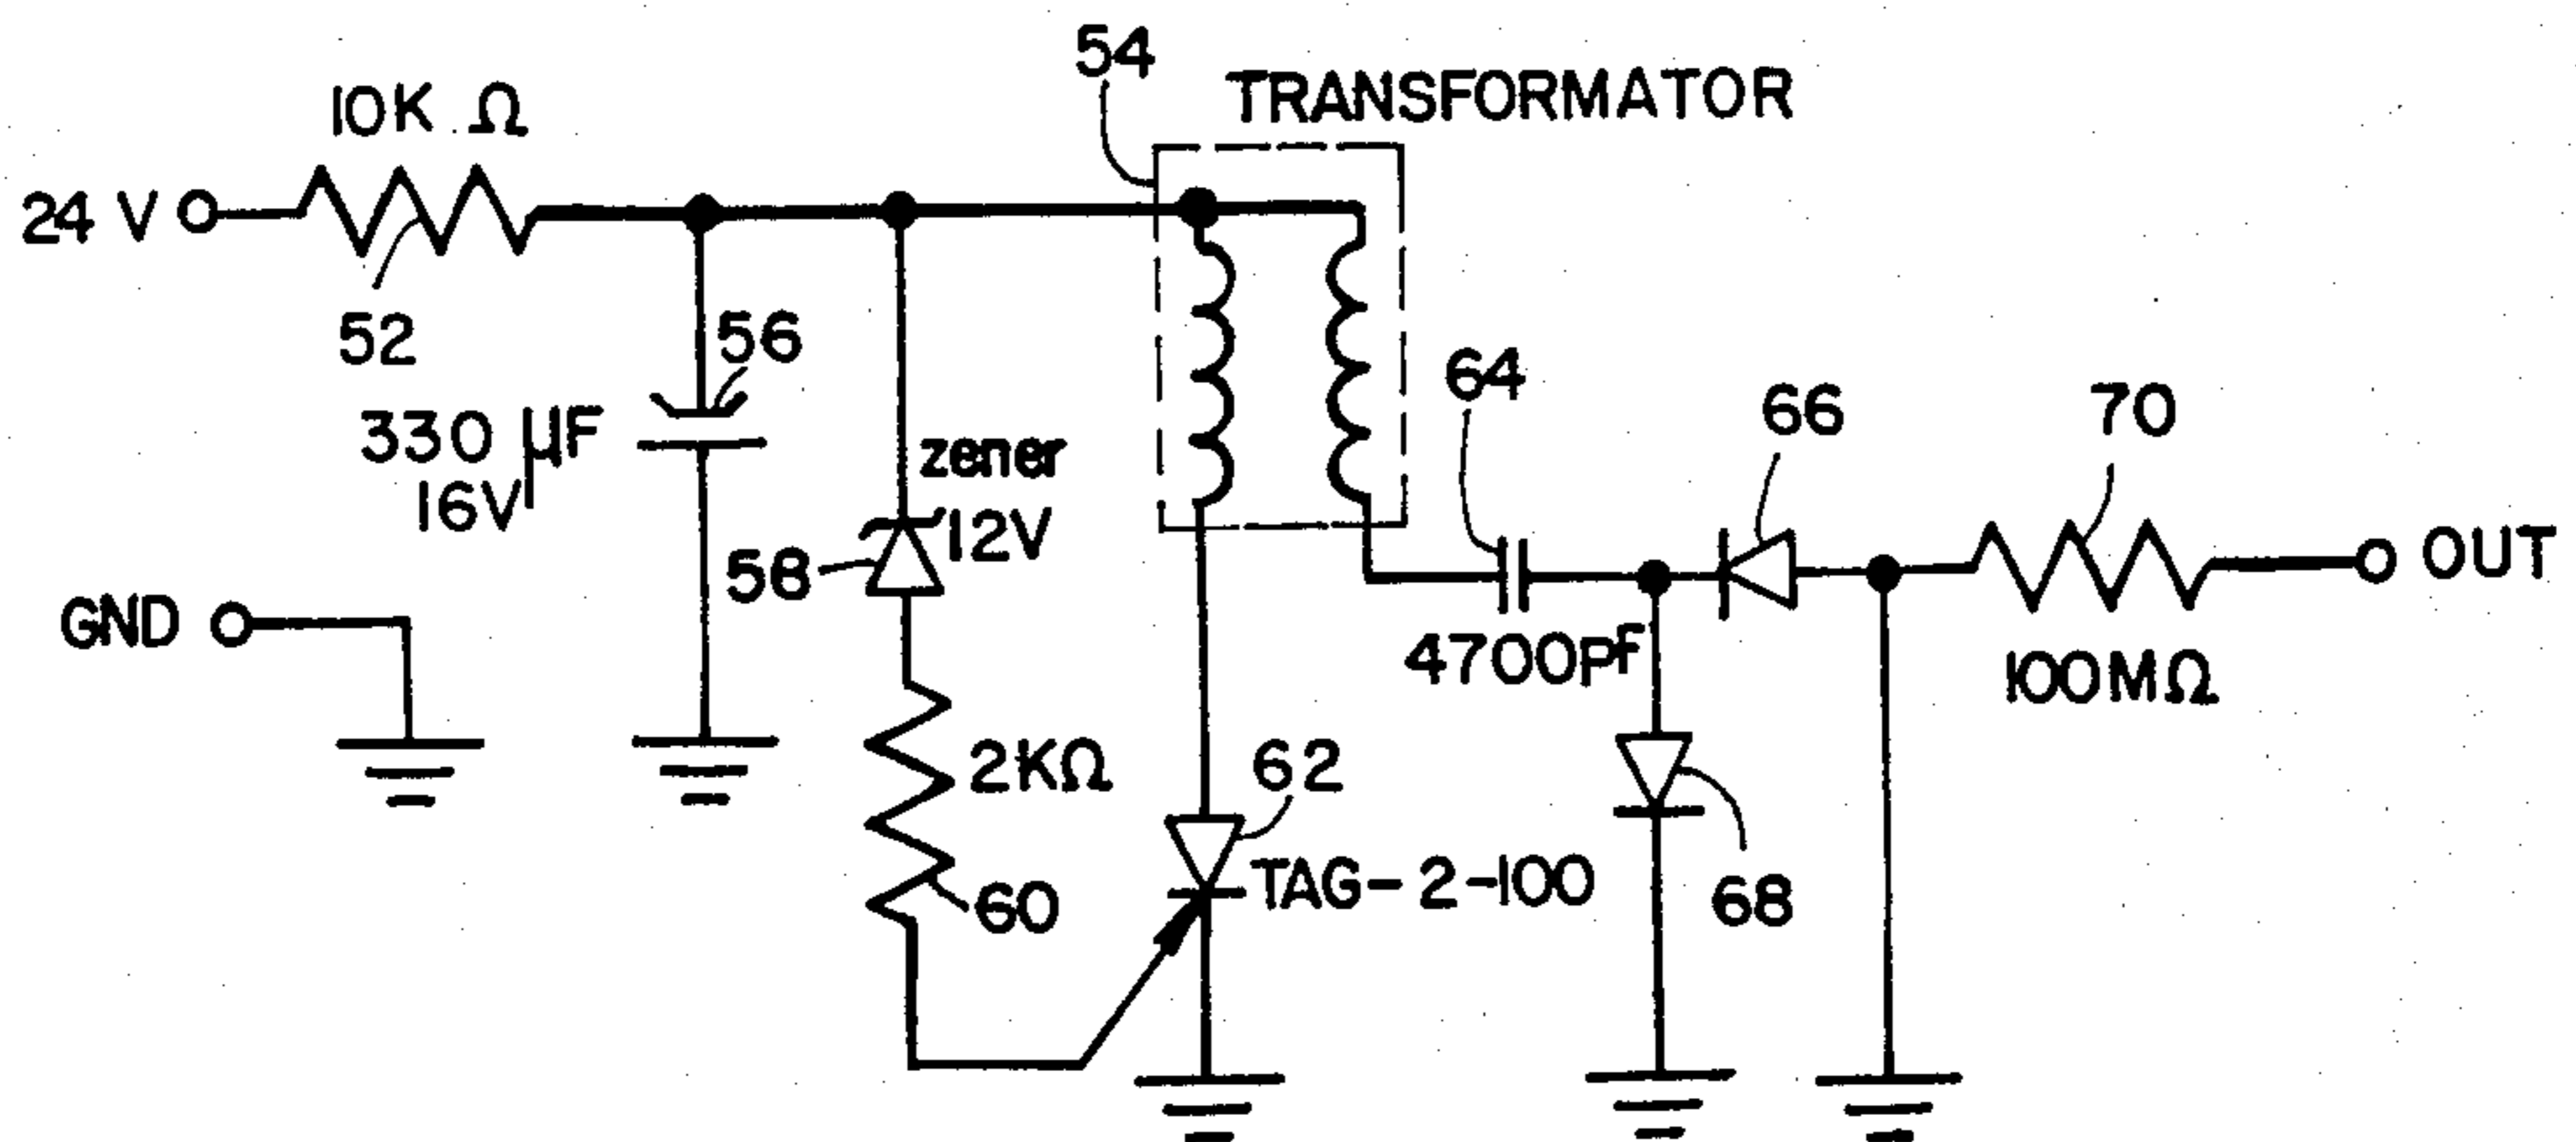 54
TRANSFORMATOR
10K Ω
24 V
52
56
330 µF
16V
zener
12V
58
64
66
70
OUT
GND
4700pf
100MΩ
2KΩ
62
60
TAG-2-100
68